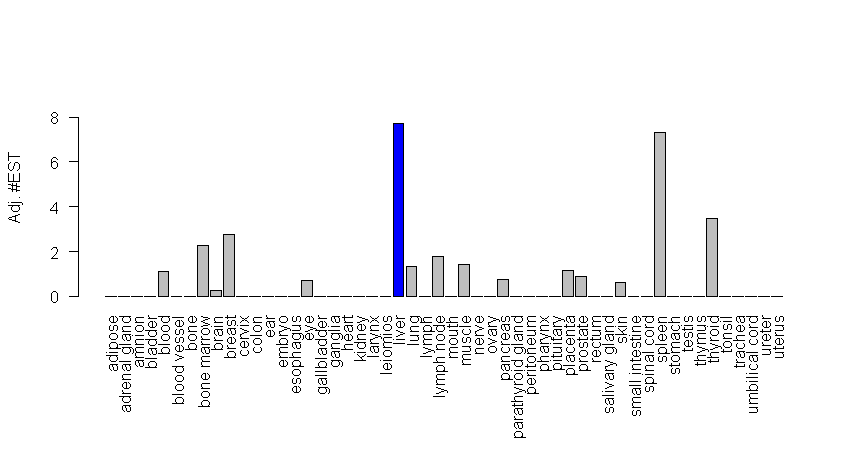 Adj. #EST
8
6
4
2
0
adipose
adrenal gland
amnion
bladder
blood
blood vessel
bone
bone marrow
brain
breast
cervix
colon
ear
embryo
esophagus
eye
gallbladder
ganglia
heart
kidney
larynx
leiomios
liver
lung
lymph
lymph node
mouth
muscle
nerve
ovary
pancreas
parathyroid gland
peritoneum
pharynx
pituitary
placenta
prostate
rectum
salivary gland
skin
small intestine
spinal cord
spleen
stomach
testis
thymus
thyroid
tonsil
trachea
umbilical cord
ureter
uterus